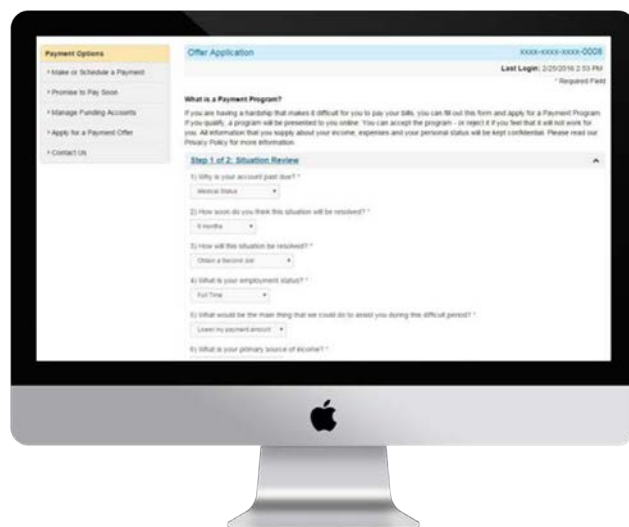 Payment Options
Make or Schedule a Payment
Promise to Pay Soon
Manage Funding Accounts
Apply for a Payment Offer
Contact Us
Offer Application
xxxx-xxxx-xxxx-0008
Last Login: 2/25/2016 2:53 PM
* Required Field
What is a Payment Program?
If you are having a hardship that makes it difficult for you to pay your bills, you can fill out this form and apply for a Payment Program.
If you qualify, a program will be presented to you online. You can accept the program - or reject it if you feel that it will not work for
you. All information that you supply about your income, expenses and your personal status will be kept confidential. Please read our
Privacy Policy for more information.
Step 1 of 2: Situation Review
1) Why is your account past due? *
Medical Status
2) How soon do you think this situation will be resolved? *
6 months
3) How will this situation be resolved? *
Obtain a Second Job
4) What is your employment status? *
Full Time
5) What would be the main thing that we could do to assist you during this difficult period? *
Lower my payment amount
6) What is your primary source of income? *